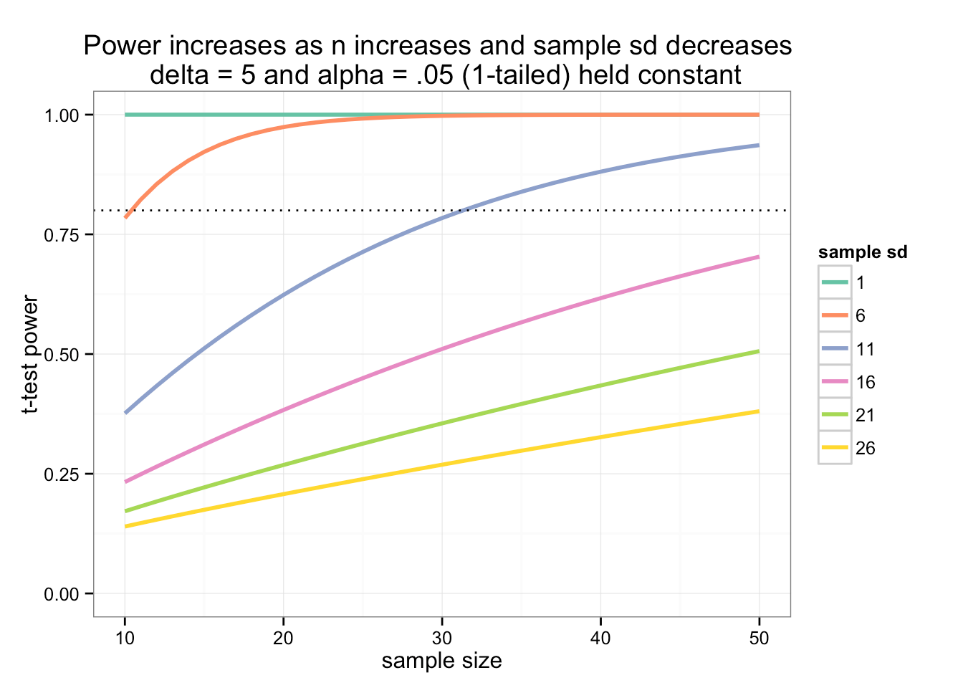 Power increases as n increases and sample sd decreases
delta = 5 and alpha = .05 (1-tailed) held constant
1.00
0.75
0.50
0.25
0.00
t-test power
10 20 30 40 50
sample size
sample sd
1
6
11
16
21
26